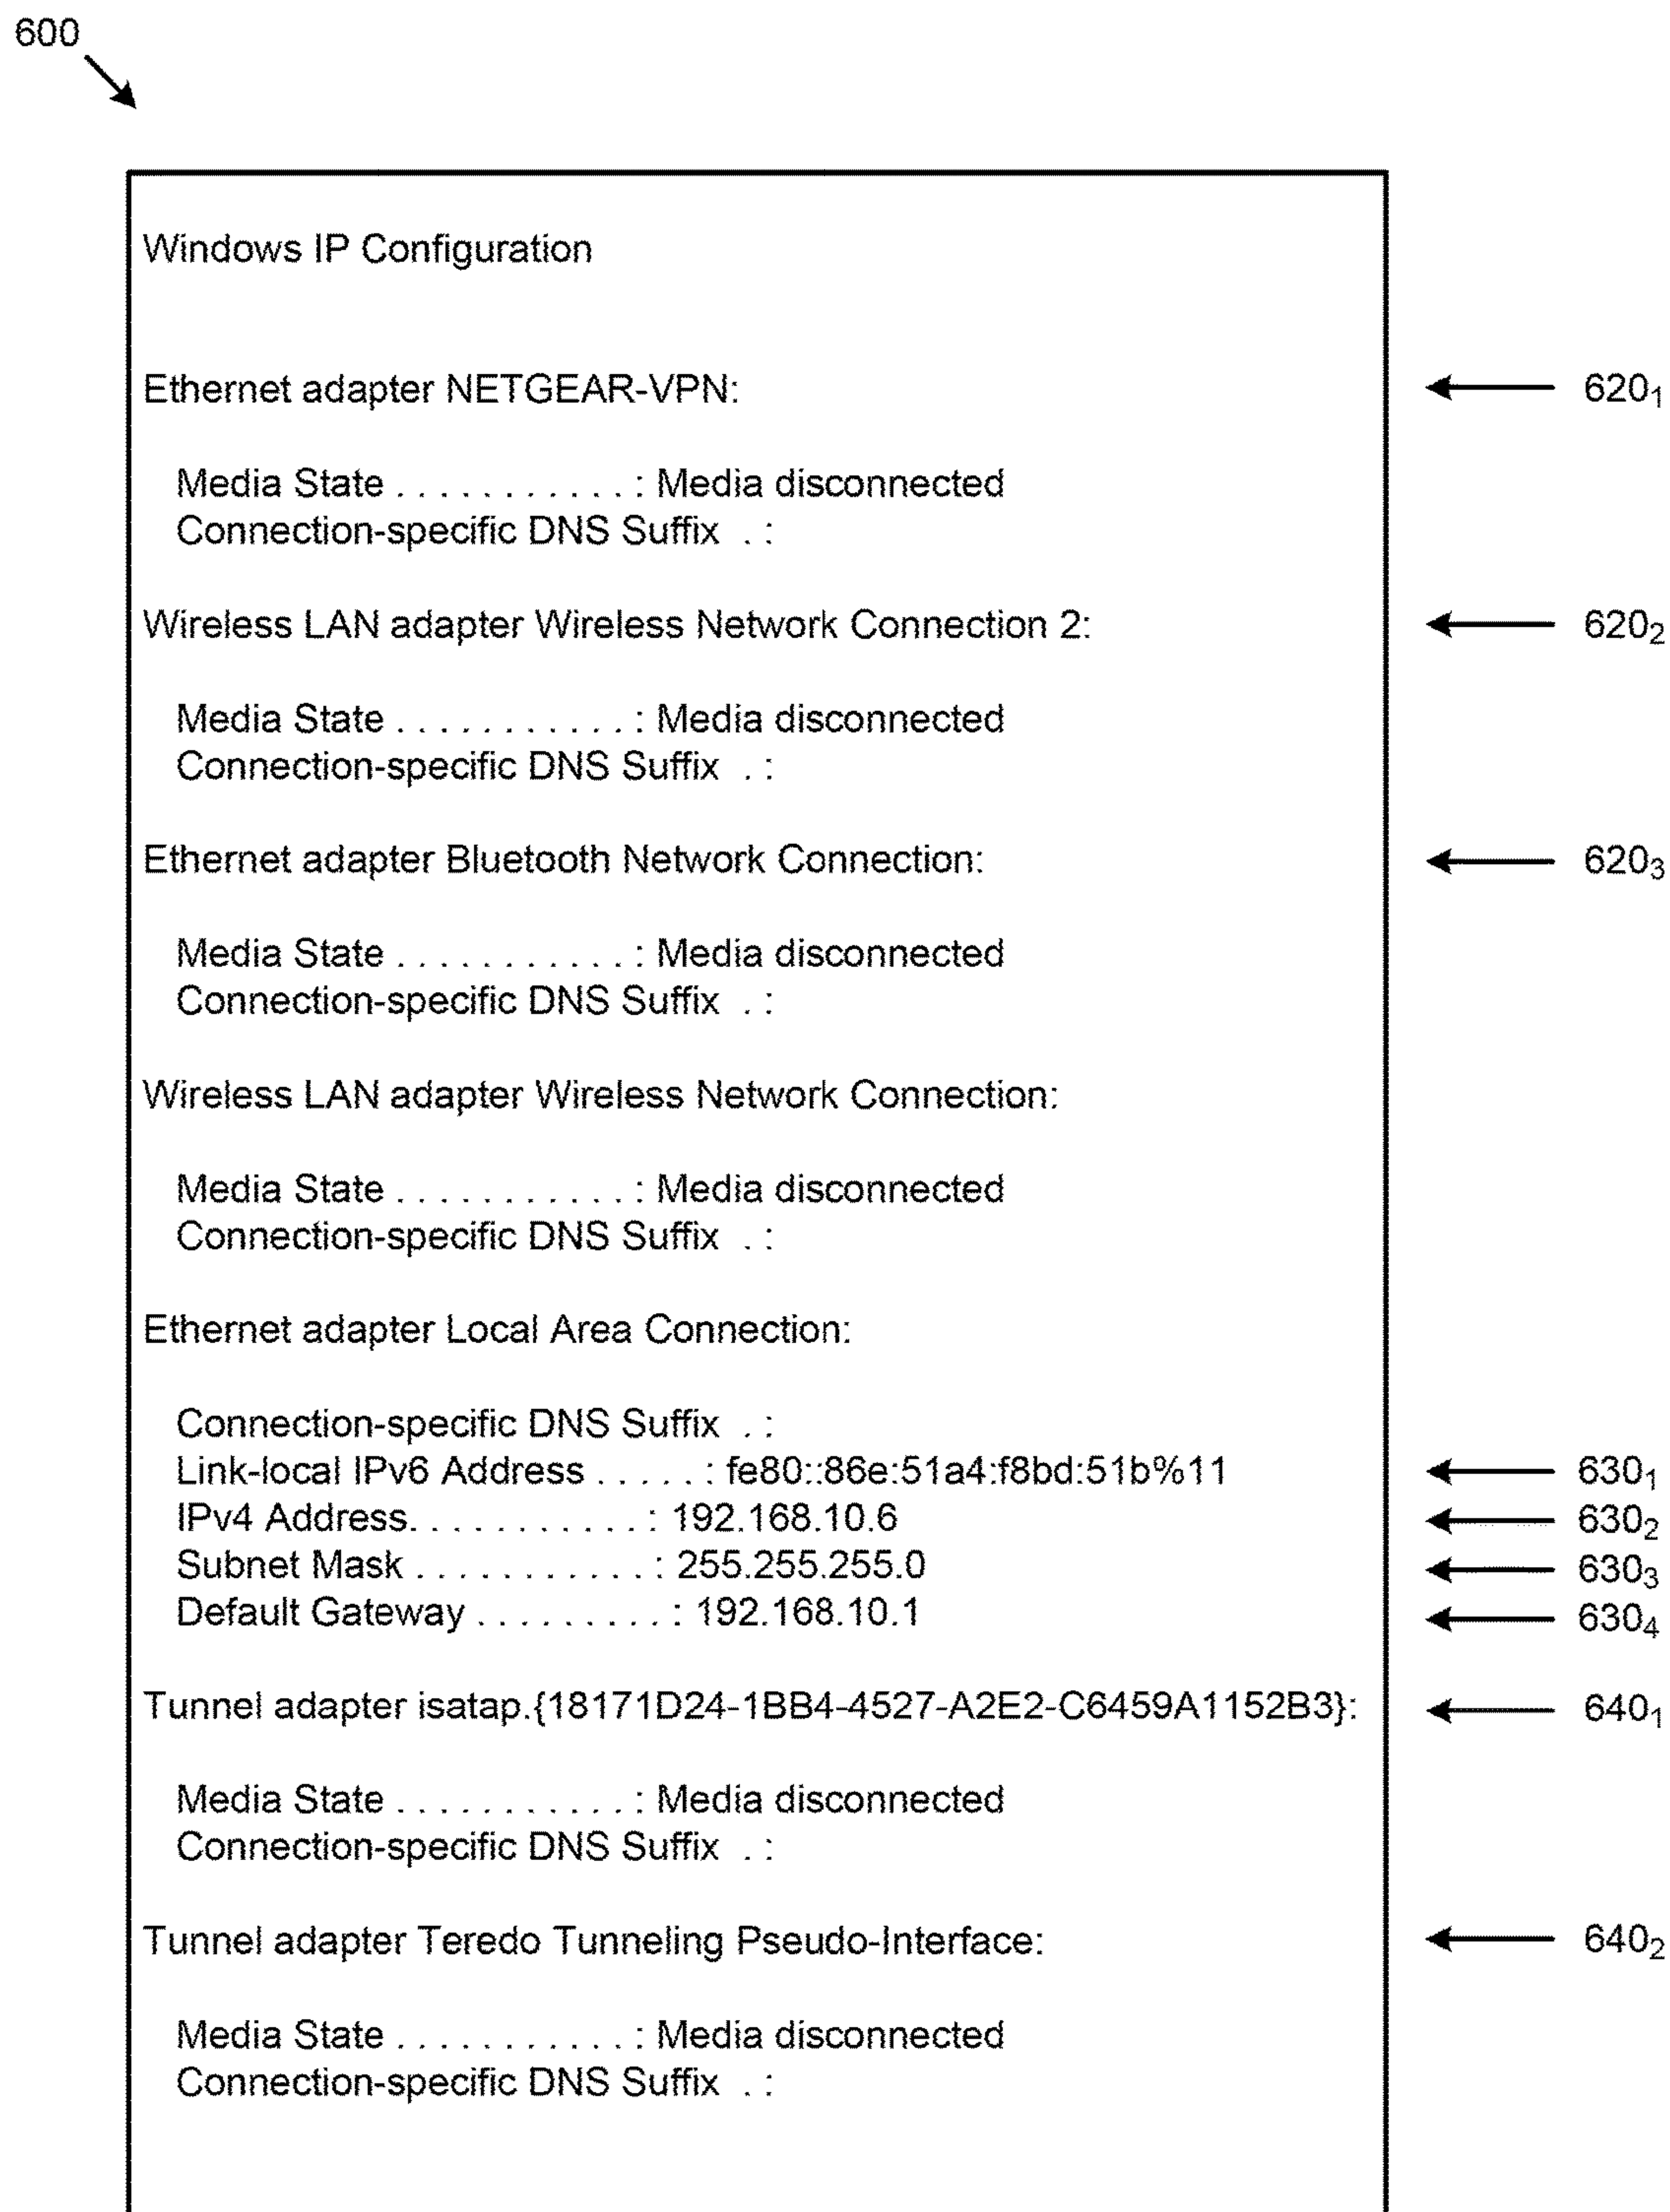 600
Windows IP Configuration
Ethernet adapter NETGEAR-VPN: 620₁
Media State . . . . . . . . . . . : Media disconnected
Connection-specific DNS Suffix . :
Wireless LAN adapter Wireless Network Connection 2: 620₂
Media State . . . . . . . . . . . : Media disconnected
Connection-specific DNS Suffix . :
Ethernet adapter Bluetooth Network Connection: 620₃
Media State . . . . . . . . . . . : Media disconnected
Connection-specific DNS Suffix . :
Wireless LAN adapter Wireless Network Connection:
Media State . . . . . . . . . . . : Media disconnected
Connection-specific DNS Suffix . :
Ethernet adapter Local Area Connection:
Connection-specific DNS Suffix . :
Link-local IPv6 Address . . . . . : fe80::86e:51a4:f8bd:51b%11 630₁
IPv4 Address. . . . . . . . . . . : 192.168.10.6 630₂
Subnet Mask . . . . . . . . . . . : 255.255.255.0 630₃
Default Gateway . . . . . . . . . : 192.168.10.1 630₄
Tunnel adapter isatap.{18171D24-1BB4-4527-A2E2-C6459A1152B3}: 640₁
Media State . . . . . . . . . . . : Media disconnected
Connection-specific DNS Suffix . :
Tunnel adapter Teredo Tunneling Pseudo-Interface: 640₂
Media State . . . . . . . . . . . : Media disconnected
Connection-specific DNS Suffix . :